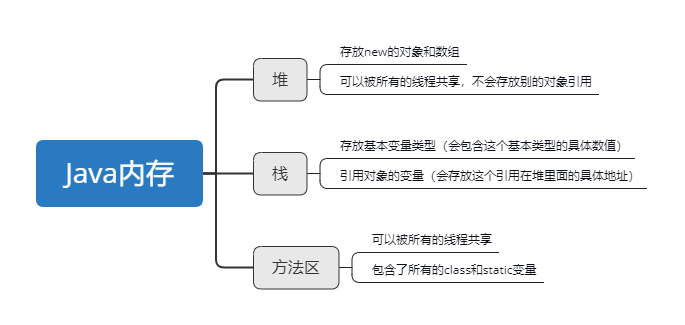 Java内存
堆
存放new的对象和数组
可以被所有的线程共享，不会存放别的对象引用
栈
存放基本变量类型（会包含这个基本类型的具体数值）
引用对象的变量（会存放这个引用在堆里面的具体地址）
方法区
可以被所有的线程共享
包含了所有的class和static变量